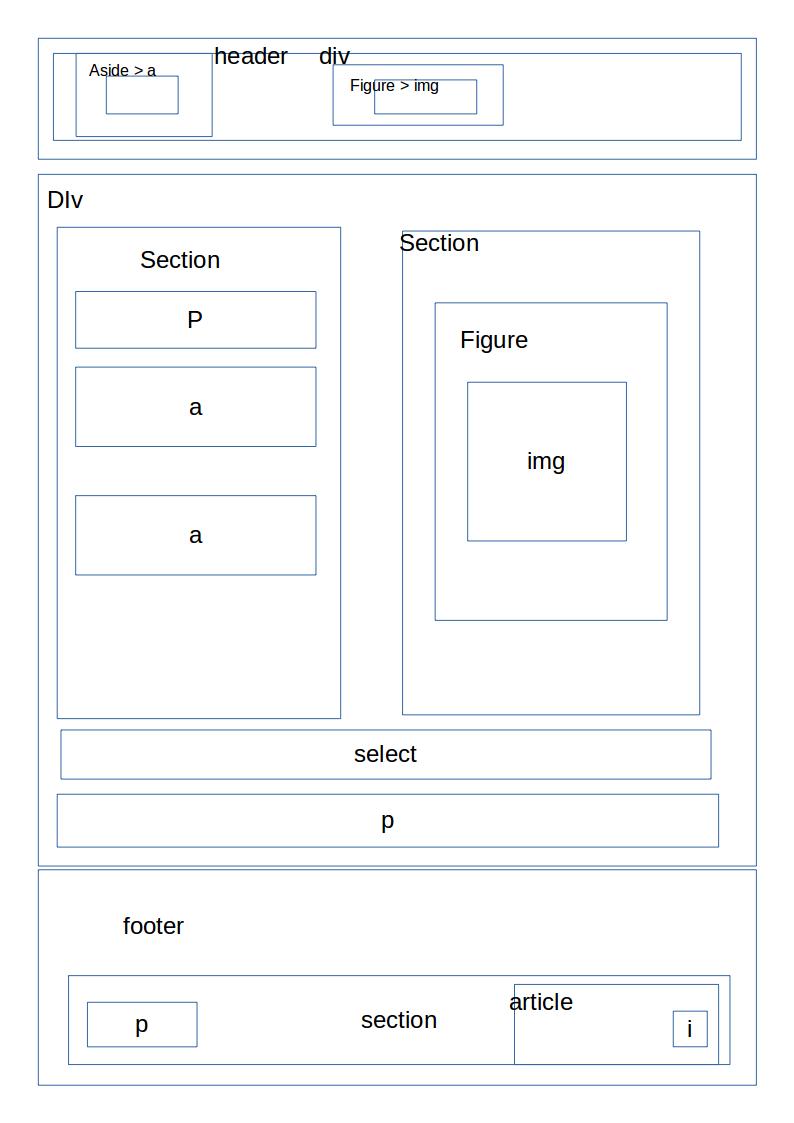 header
div
Aside > a
Figure > img
DIv
Section
P
a
a
Section
Figure
img
select
p
footer
p
section
article
i